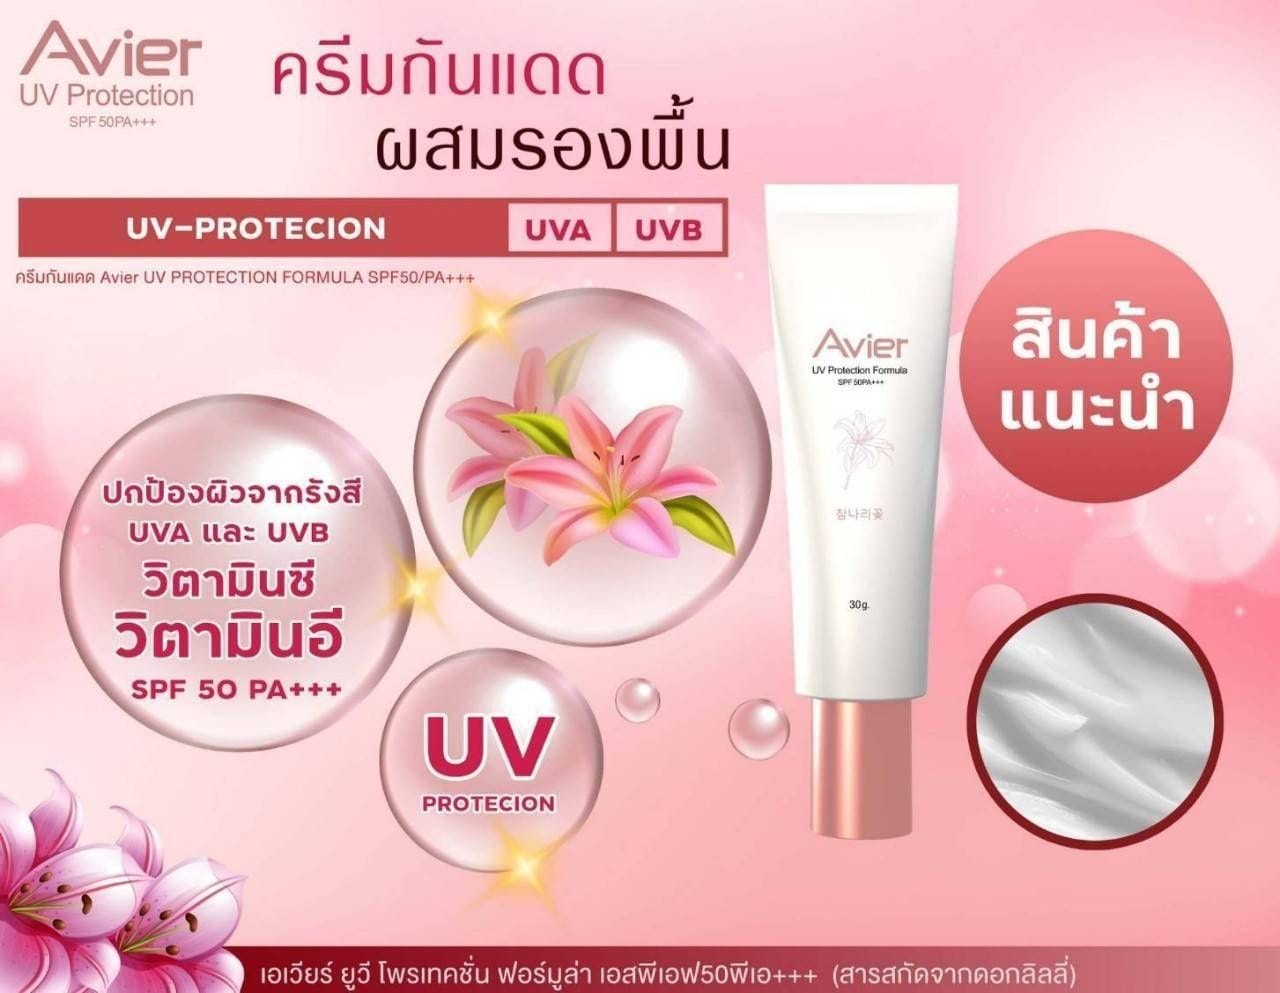 Avier
UV Protection
SPF 50PA+++
ครีมกันแดด
ผสมรองพื้น
UV-PROTECION UVA UVB
ครีมกันแดด Avier UV PROTECTION FORMULA SPF50/PA+++
ปกป้องผิวจากรังสี
UVA และ UVB
วิตามินซี
วิตามินอี
SPF 50 PA+++
UV
PROTECION
Avier
UV Protection Formula
SPF 50PA+++
참나리꽃
30g.
สินค้า
แนะนำ
เอเวียร์ ยูวี โพรเทคชั่น ฟอร์มูล่า เอสพีเอฟ50พีเอ+++ (สารสกัดจากดอกลิลลี่)